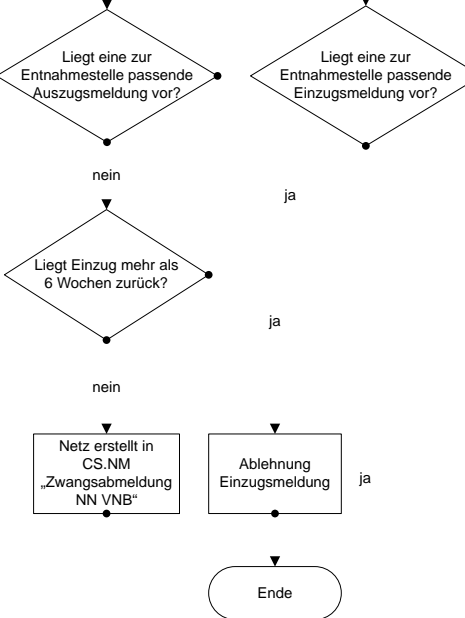 Liegt eine zur
Entnahmestelle passende
Auszugsmeldung vor?
Liegt eine zur
Entnahmestelle passende
Einzugsmeldung vor?
nein
ja
Liegt Einzug mehr als
6 Wochen zurück?
ja
nein
Netz erstellt in
CS.NM
„Zwangsabmeldung
NN VNB“
Ablehnung
Einzugsmeldung
ja
Ende